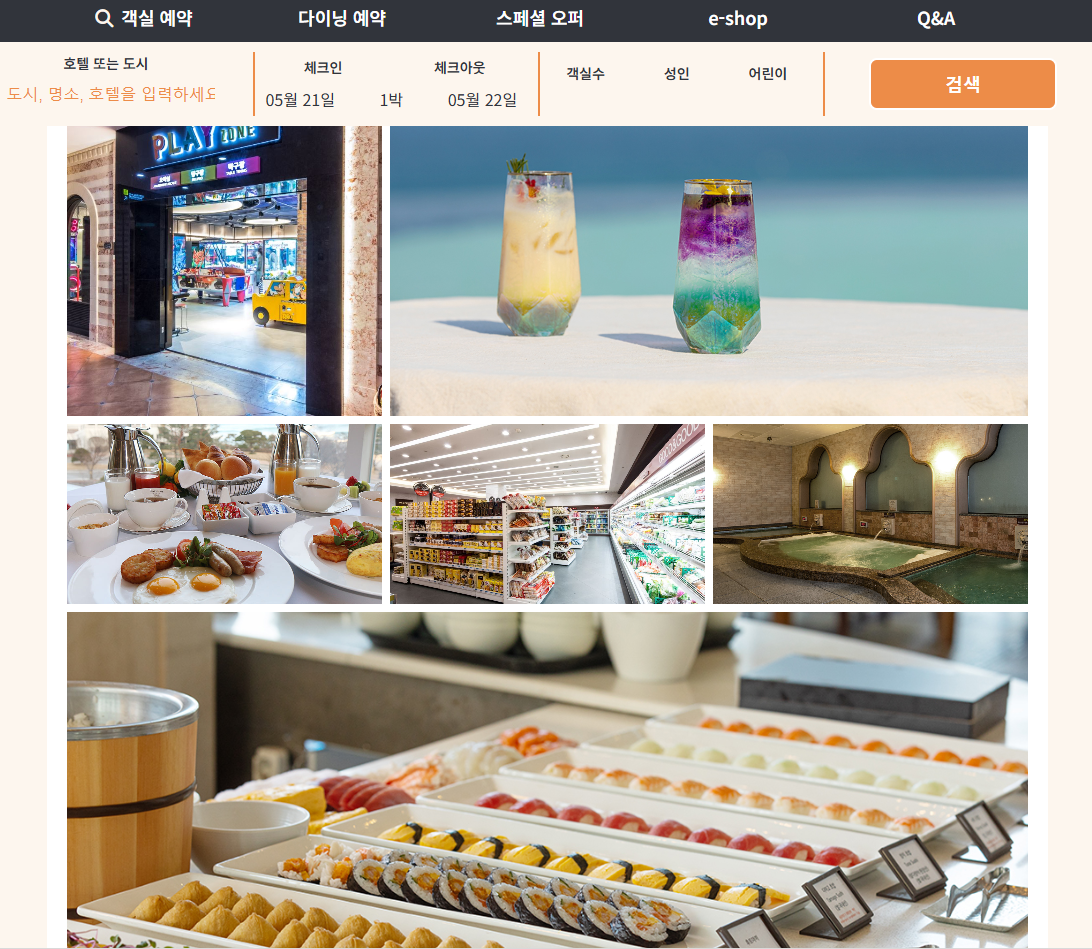 객실 예약
다이닝 예약
스페셜 오퍼
e-shop
Q&A
호텔 또는 도시
도시, 명소, 호텔을 입력하세요
체크인
체크아웃
05월 21일
1박
05월 22일
객실수
성인
어린이
검색
PLAY ZONE
탁구장